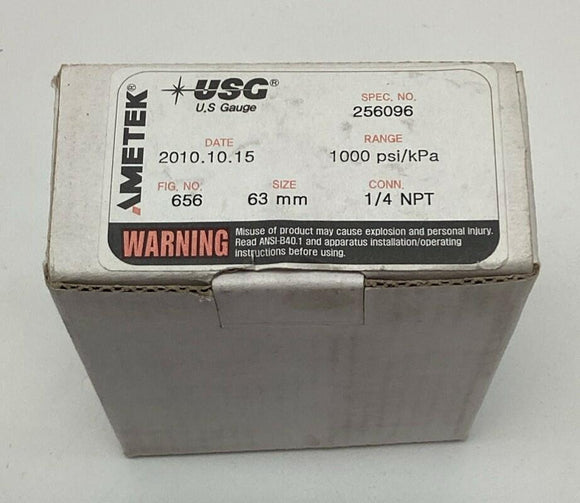 AMETEK®
USG®
U.S Gauge
SPEC. NO.
256096
DATE
RANGE
2010.10.15
1000 psi/kPa
FIG. NO.
SIZE
CONN.
656
63 mm
1/4 NPT
WARNING
Misuse of product may cause explosion and personal injury.
Read ANSI-B40.1 and apparatus installation/operating
instructions before using.